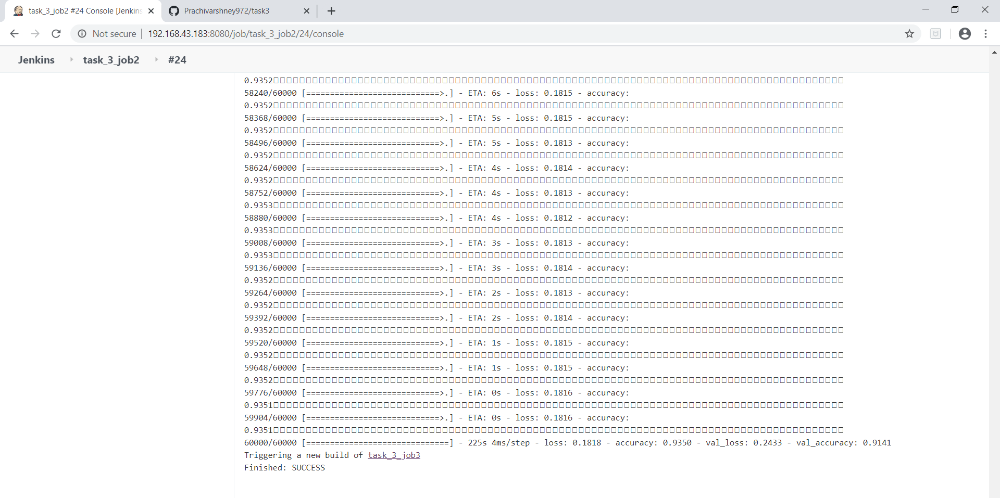 task_3_job2 #24 Console [Jenkins
Prachivarshney972/task3
Not secure | 192.168.43.183:8080/job/task_3_job2/24/console
Jenkins task_3_job2 #24
0.9352
58240/60000 [============================>.] - ETA: 6s - loss: 0.1815 - accuracy:
0.9352
58368/60000 [============================>.] - ETA: 5s - loss: 0.1815 - accuracy:
0.9352
58496/60000 [============================>.] - ETA: 5s - loss: 0.1813 - accuracy:
0.9352
58624/60000 [============================>.] - ETA: 4s - loss: 0.1814 - accuracy:
0.9352
58752/60000 [============================>.] - ETA: 4s - loss: 0.1813 - accuracy:
0.9353
58880/60000 [============================>.] - ETA: 4s - loss: 0.1812 - accuracy:
0.9353
59008/60000 [============================>.] - ETA: 3s - loss: 0.1813 - accuracy:
0.9353
59136/60000 [============================>.] - ETA: 3s - loss: 0.1814 - accuracy:
0.9352
59264/60000 [============================>.] - ETA: 2s - loss: 0.1813 - accuracy:
0.9352
59392/60000 [============================>.] - ETA: 2s - loss: 0.1814 - accuracy:
0.9352
59520/60000 [============================>.] - ETA: 1s - loss: 0.1815 - accuracy:
0.9352
59648/60000 [============================>.] - ETA: 1s - loss: 0.1815 - accuracy:
0.9352
59776/60000 [============================>.] - ETA: 0s - loss: 0.1816 - accuracy:
0.9351
59904/60000 [============================>.] - ETA: 0s - loss: 0.1816 - accuracy:
0.9351
60000/60000 [==============================] - 225s 4ms/step - loss: 0.1818 - accuracy: 0.9350 - val_loss: 0.2433 - val_accuracy: 0.9141
Triggering a new build of task_3_job3
Finished: SUCCESS